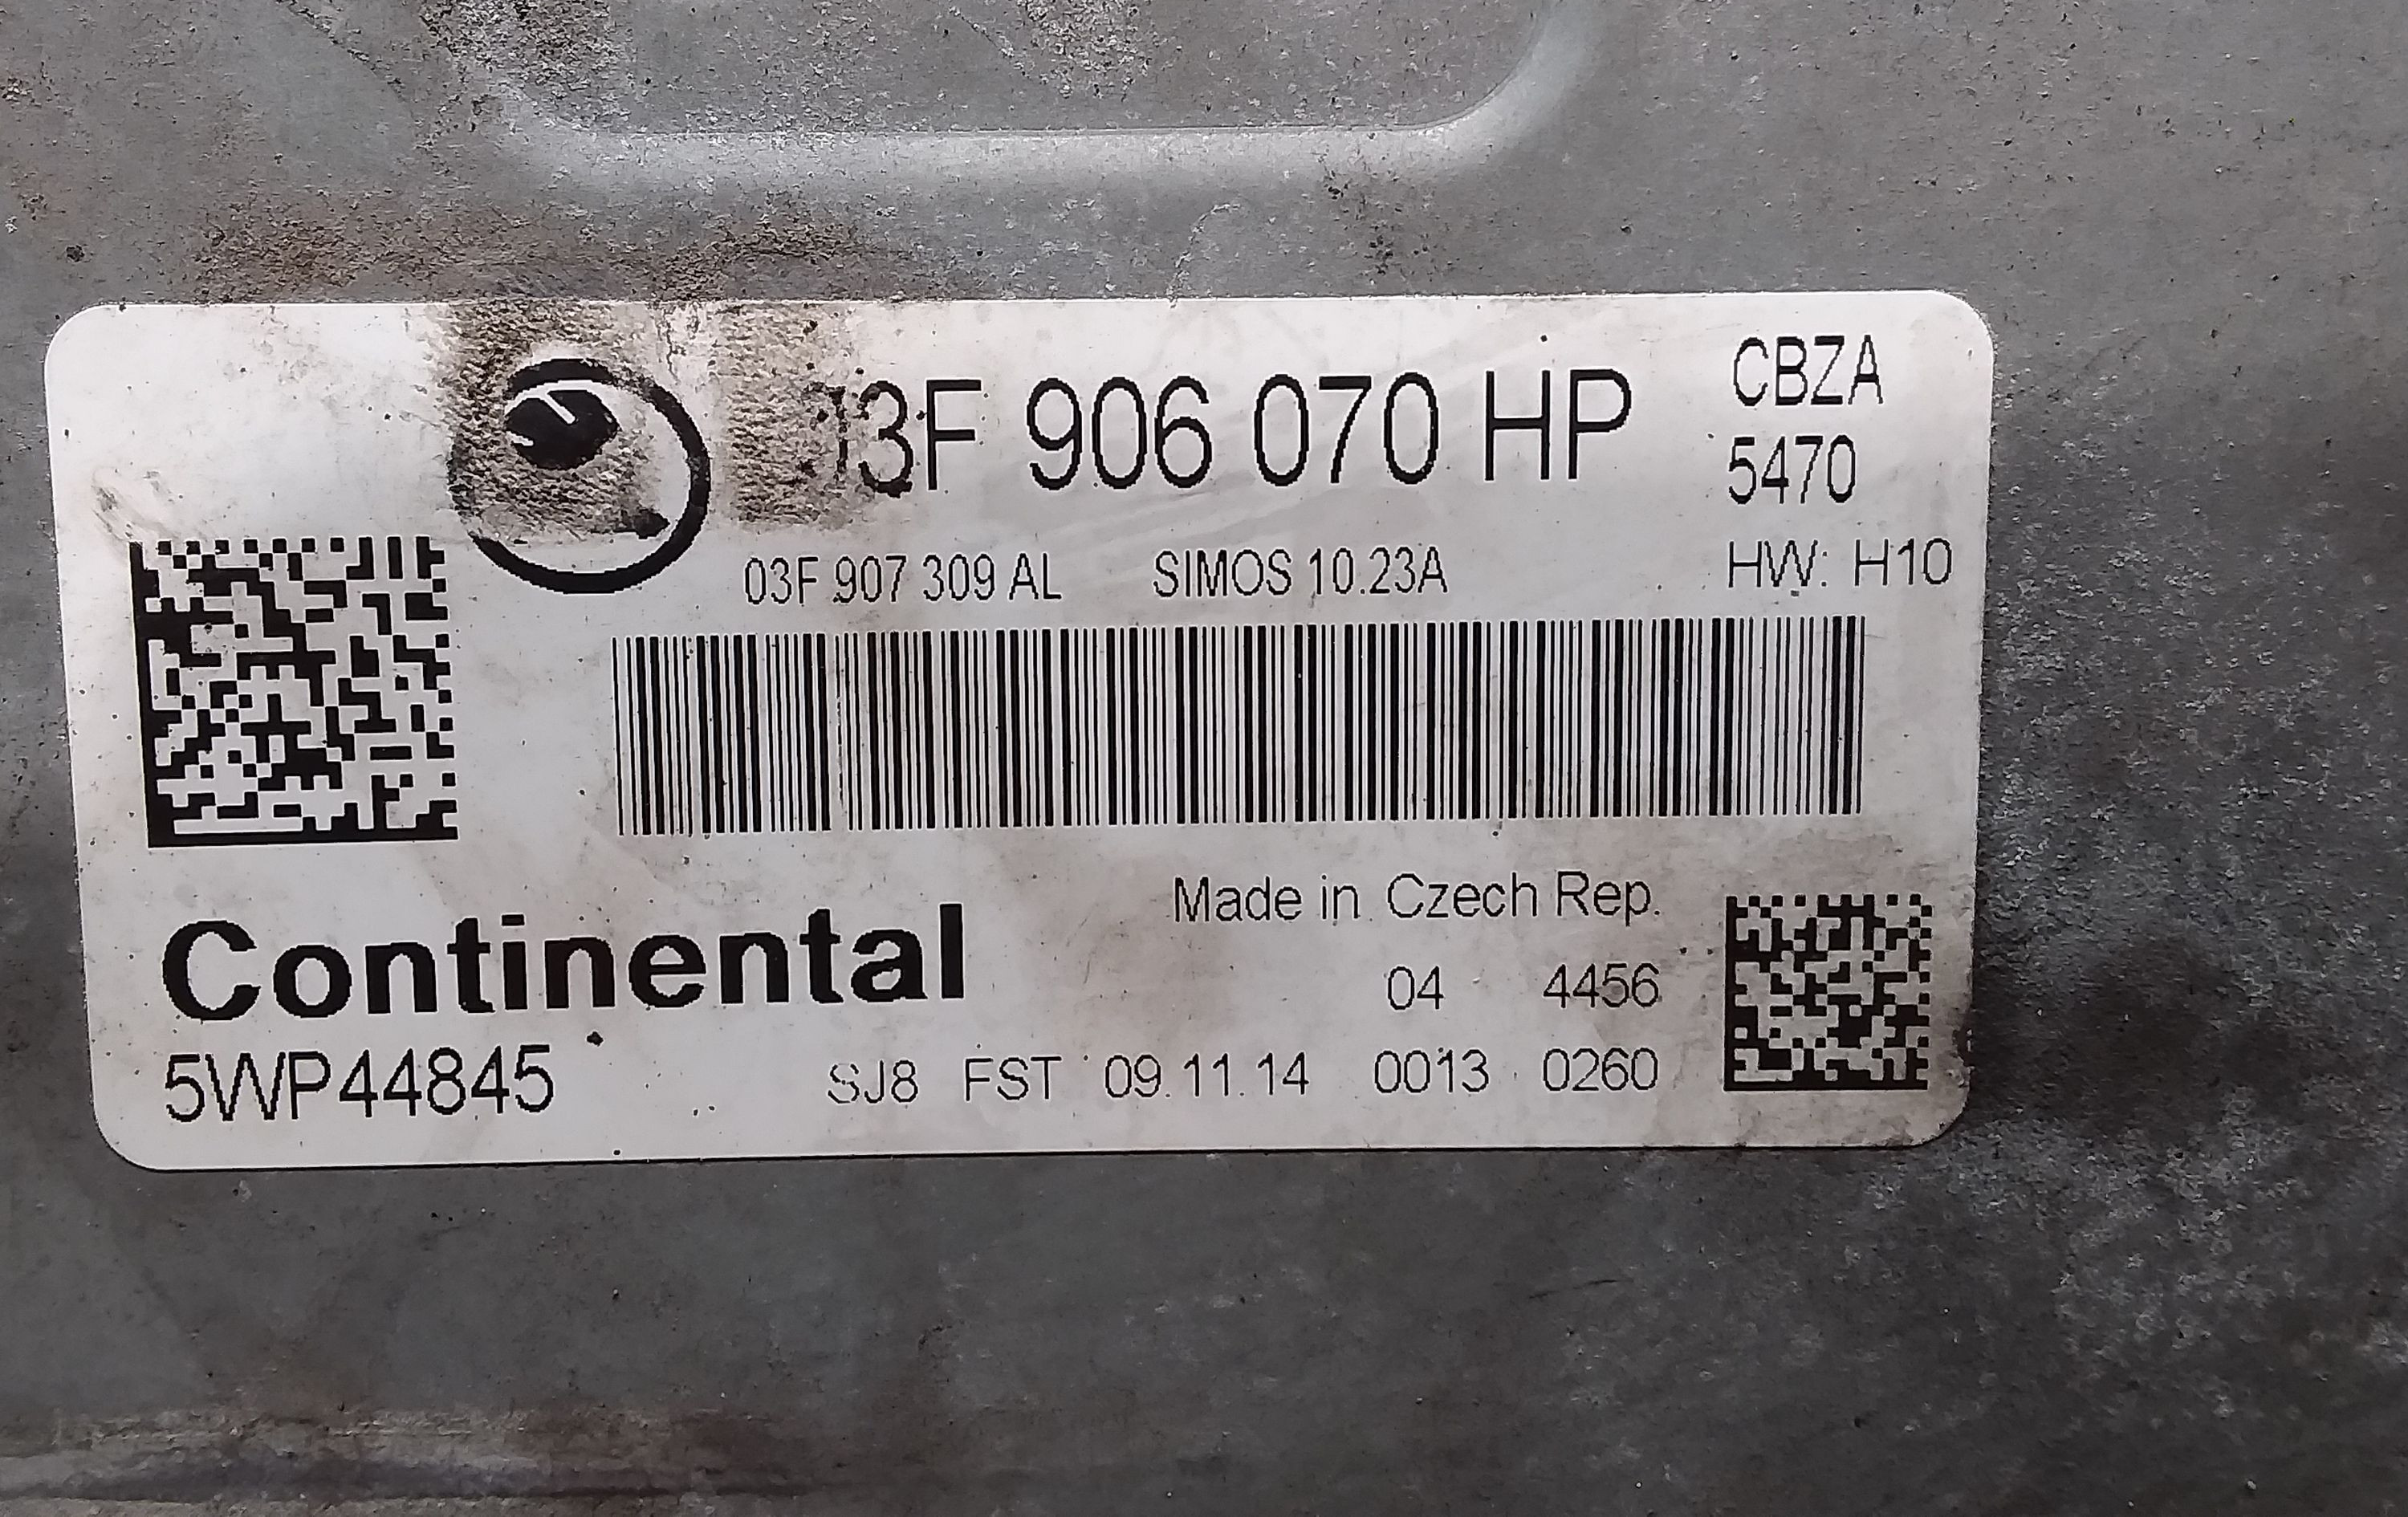 3F 906 070 HP
CBZA
5470
03F 907 309 AL SIMOS 10.23A
HW: H10
Made in Czech Rep.
Continental
04 4456
5WP44845
SJ8 FST 09.11.14 0013 0260